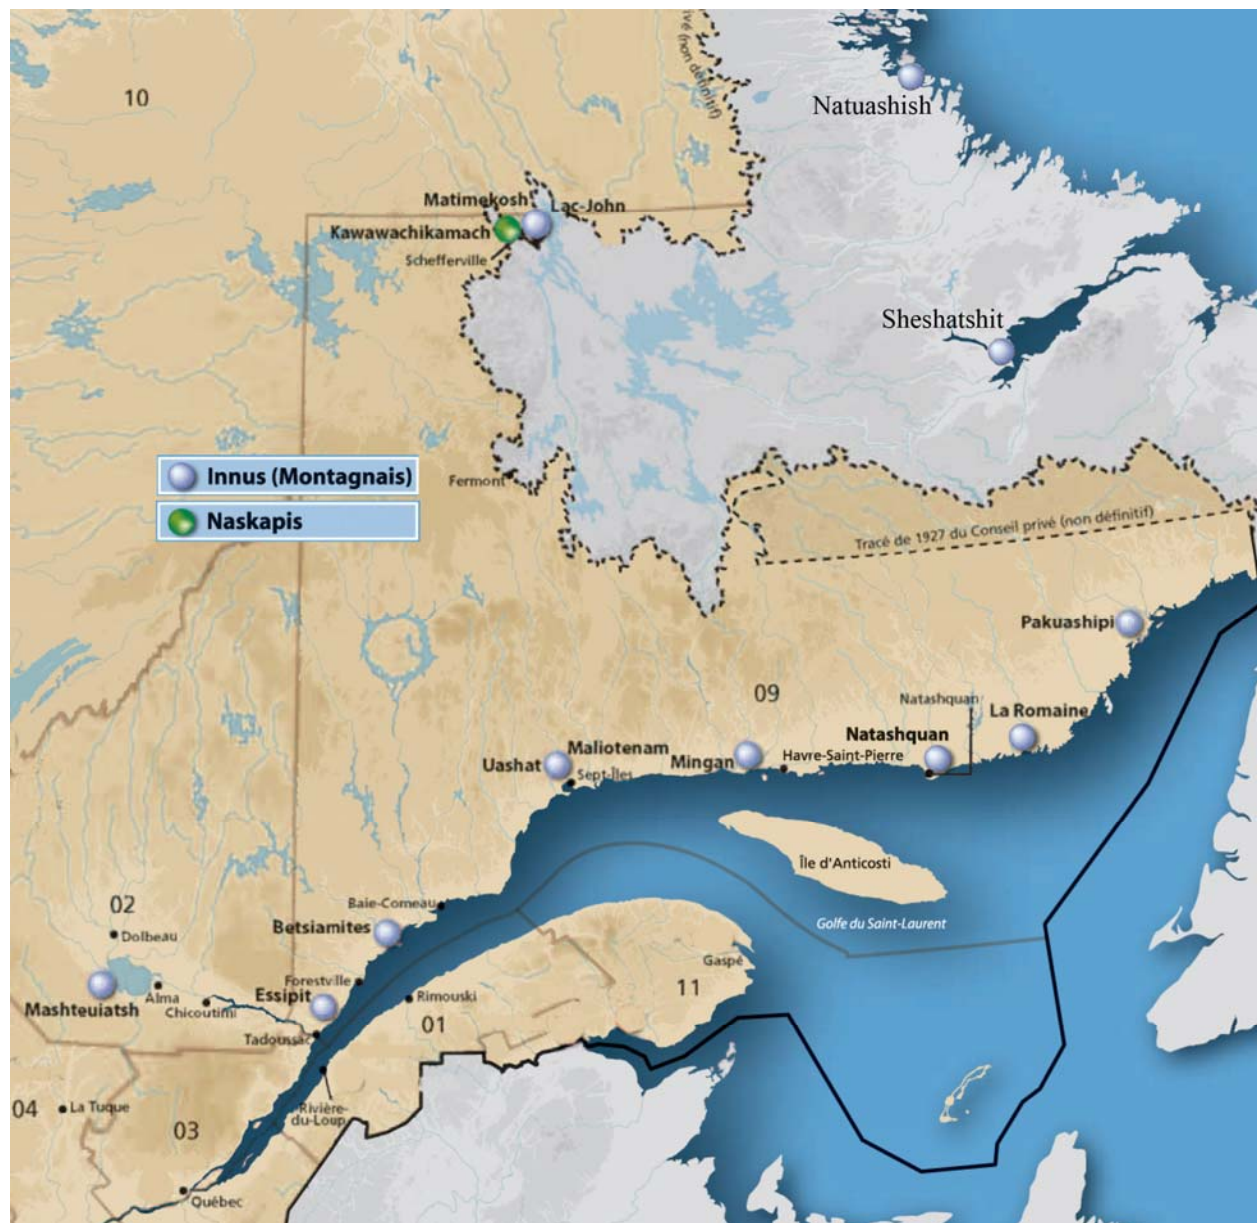 ivé (non définitif)
10
Natuashish
Matimekosh
Lac-John
Kawawachikamach
Schefferville
Sheshatshit
Innus (Montagnais)
Fermont
Naskapis
Tracé de 1927 du Conseil privé (non définitif)
Pakuashipi
09
Natashquan
La Romaine
Natashquan
Maliotenam
Mingan
Havre-Saint-Pierre
Uashat
Sept-Îles
Île d'Anticosti
02
Baie-Comeau
Golfe du Saint-Laurent
Betsiamites
Dolbeau
Gaspé
Forestville
11
Alma
Essipit
Rimouski
Mashteuiatsh
Chicoutimi
01
Tadoussac
04
La Tuque
Rivière-
du-Loup
03
Québec